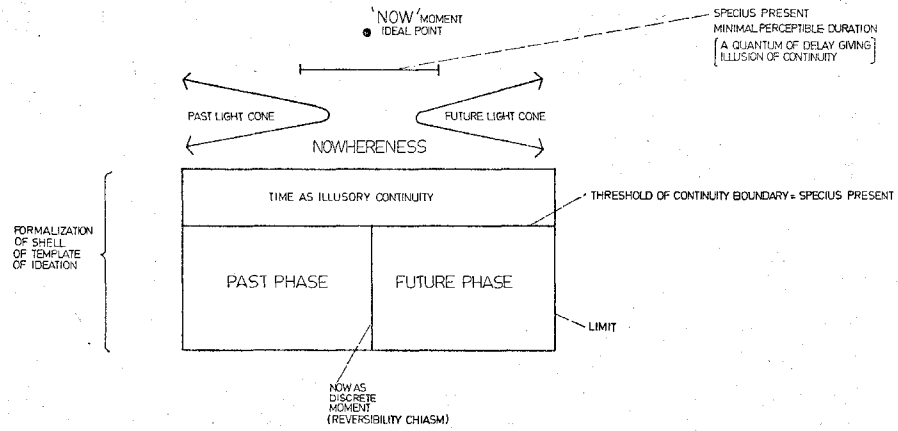 'NOW' MOMENT
IDEAL POINT
SPECIUS PRESENT
MINIMAL PERCEPTIBLE DURATION
[A QUANTUM OF DELAY GIVING
ILLUSION OF CONTINUITY]
PAST LIGHT CONE
FUTURE LIGHT CONE
NOWHERENESS
TIME AS ILLUSORY CONTINUITY
THRESHOLD OF CONTINUITY BOUNDARY = SPECIUS PRESENT
FORMALIZATION
OF SHELL
OF TEMPLATE
OF IDEATION
PAST PHASE
FUTURE PHASE
LIMIT
NOW AS
DISCRETE
MOMENT
(REVERSIBILITY CHIASM)